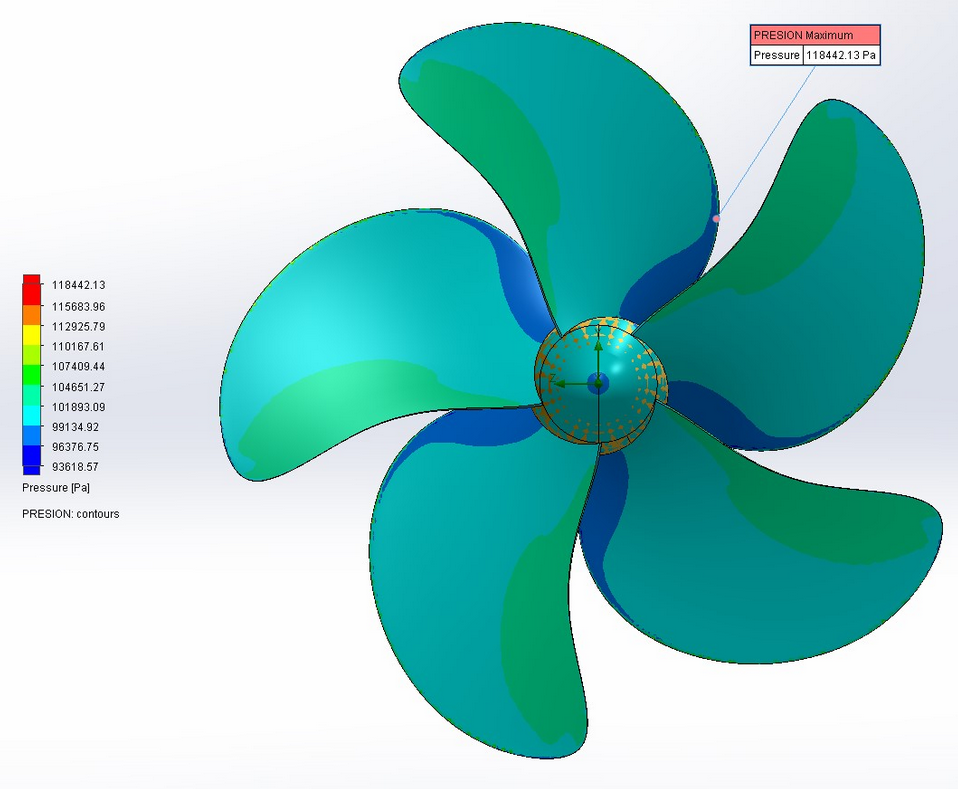 PRESION Maximum
Pressure 118442.13 Pa
118442.13
115683.96
112925.79
110167.61
107409.44
104651.27
101893.09
99134.92
96376.75
93618.57
Pressure [Pa]
PRESION: contours